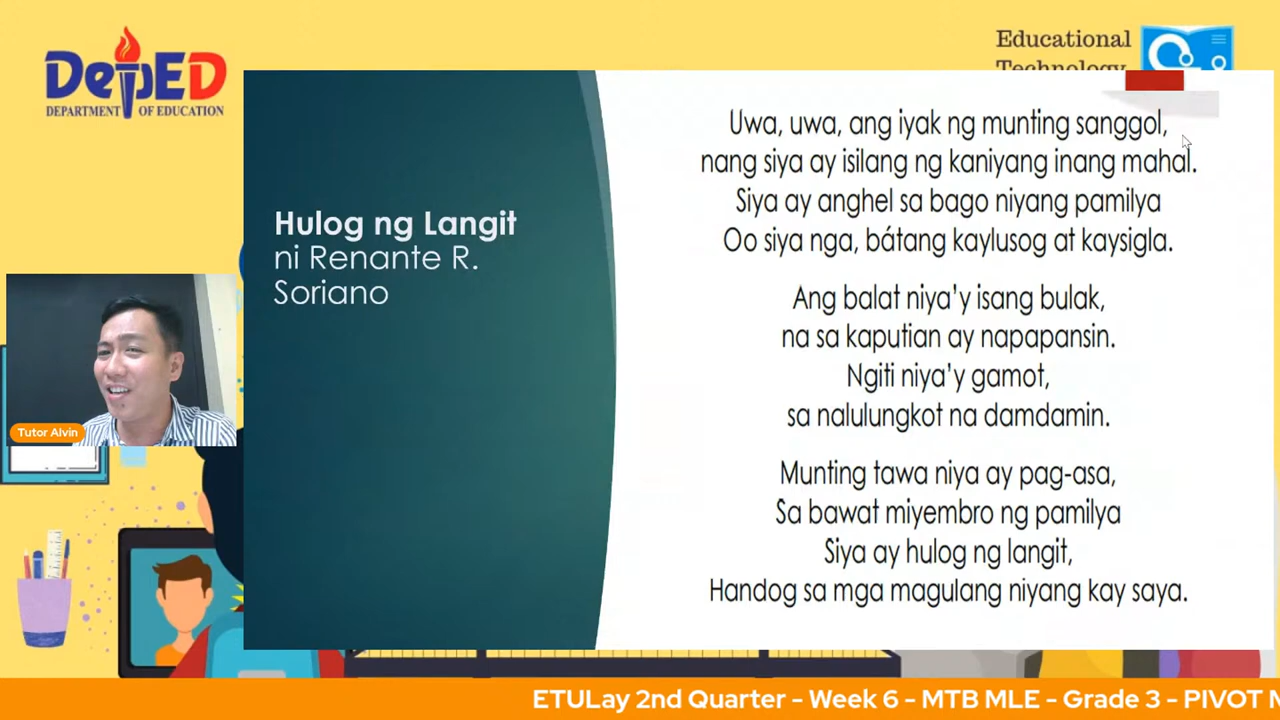 DepED
DEPARTMENT OF EDUCATION
Educational
Technology
Hulog ng Langit
ni Renante R.
Soriano
Uwa, uwa, ang iyak ng munting sanggol,
nang siya ay isilang ng kaniyang inang mahal.
Siya ay anghel sa bago niyang pamilya
Oo siya nga, bátang kaylusog at kaysigla.
Ang balat niya'y isang bulak,
na sa kaputian ay napapansin.
Ngiti niya'y gamot,
sa nalulungkot na damdamin.
Munting tawa niya ay pag-asa,
Sa bawat miyembro ng pamilya
Siya ay hulog ng langit,
Handog sa mga magulang niyang kay saya.
Tutor Alvin
ETULay 2nd Quarter - Week 6 - MTB MLE - Grade 3 - PIVOT